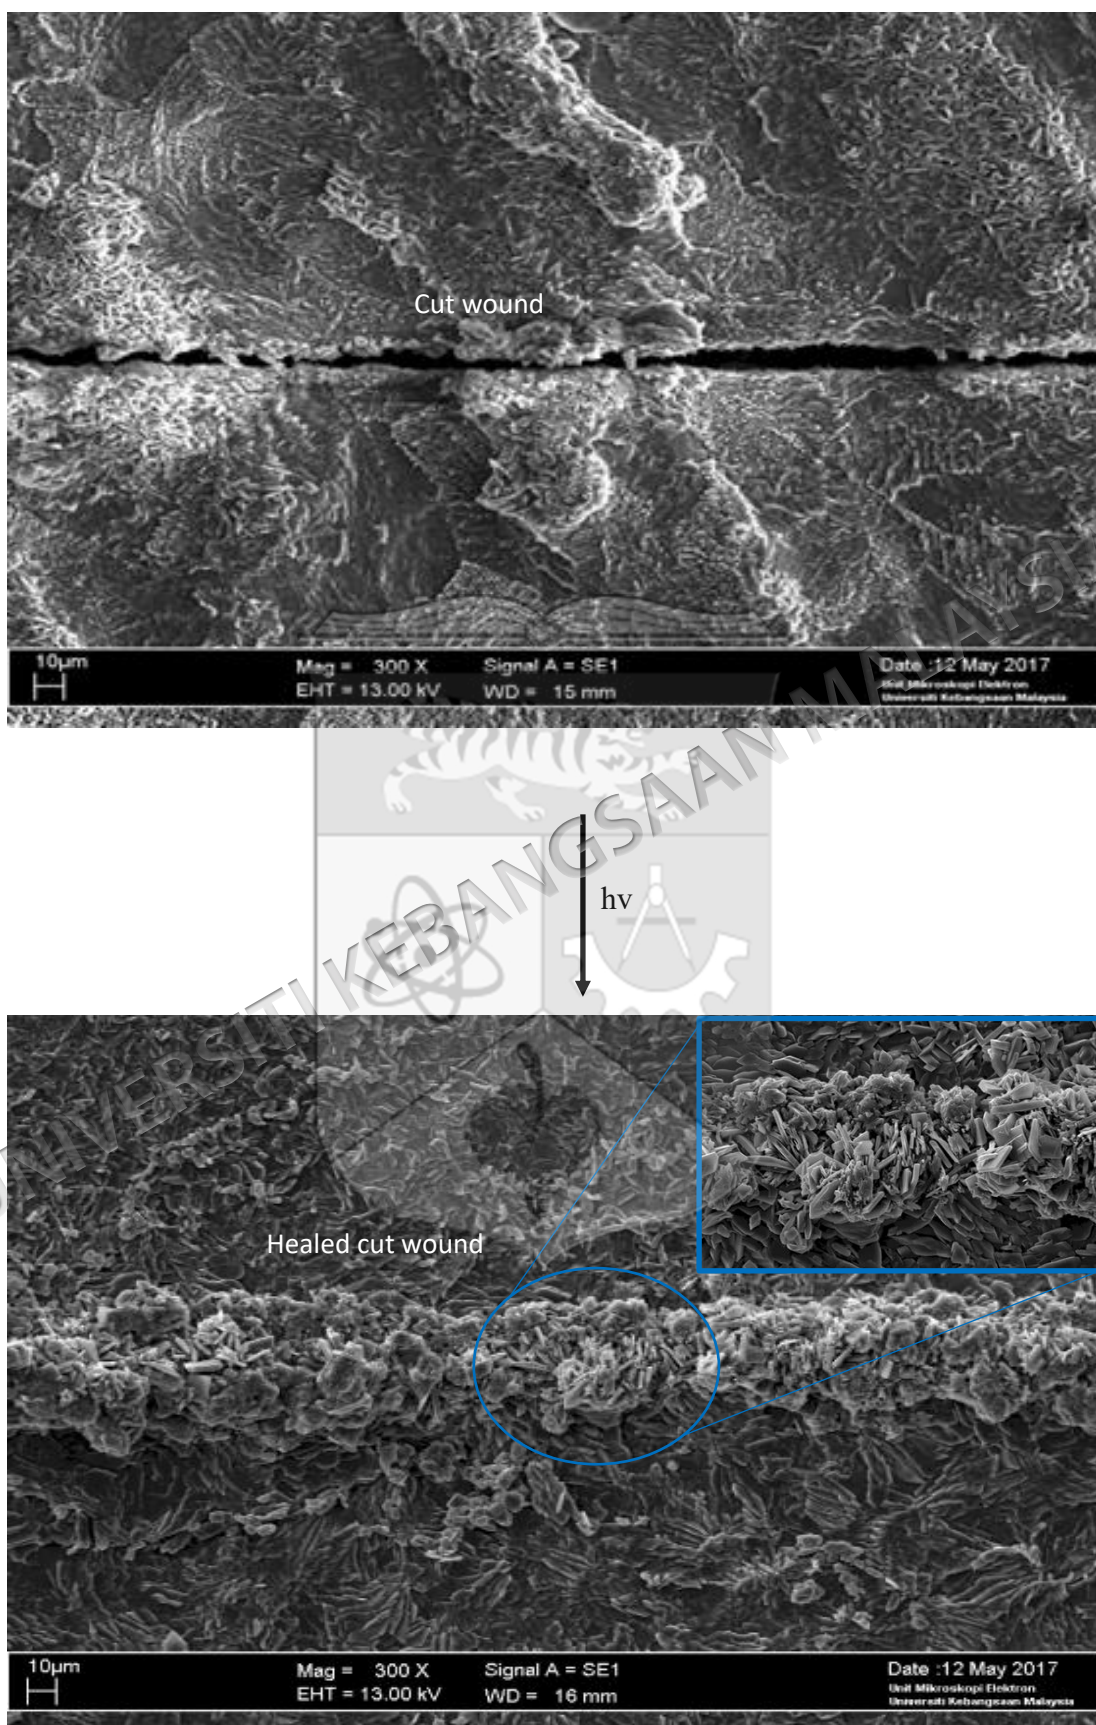 Cut wound
10µm
Mag = 300 X
Signal A = SE1
Date :12 May 2017
EHT = 13.00 kV
WD = 15 mm
Unit Mikroskopi Elektron
Universiti Kebangsaan Malaysia
hv
UNIVERSITI KEBANGSAAN MALAYSI
Healed cut wound
10µm
Mag = 300 X
Signal A = SE1
Date :12 May 2017
EHT = 13.00 kV
WD = 16 mm
Unit Mikroskopi Elektron
Universiti Kebangsaan Malaysia